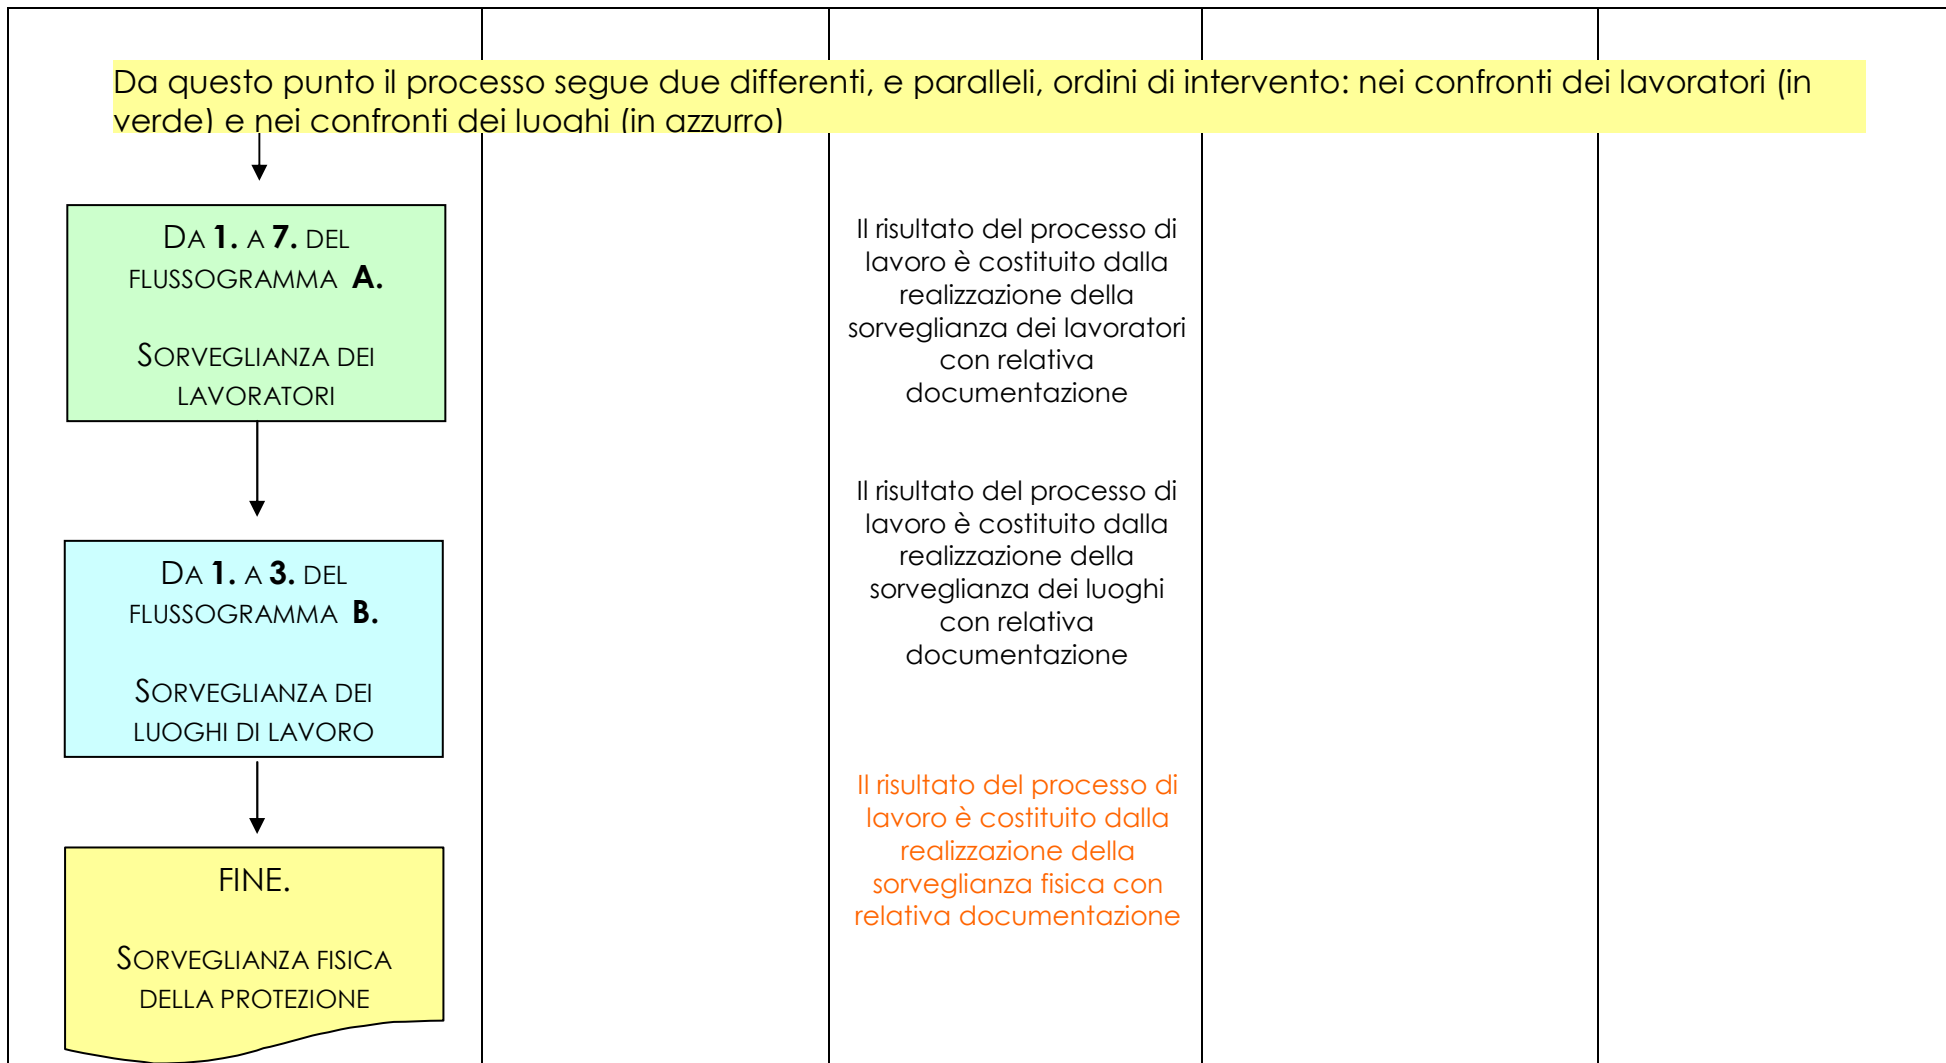 Da questo punto il processo segue due differenti, e paralleli, ordini di intervento: nei confronti dei lavoratori (in
verde) e nei confronti dei luoghi (in azzurro)
DA 1. A 7. DEL
FLUSSOGRAMMA A.
SORVEGLIANZA DEI
LAVORATORI
Il risultato del processo di
lavoro è costituito dalla
realizzazione della
sorveglianza dei lavoratori
con relativa
documentazione
DA 1. A 3. DEL
FLUSSOGRAMMA B.
SORVEGLIANZA DEI
LUOGHI DI LAVORO
Il risultato del processo di
lavoro è costituito dalla
realizzazione della
sorveglianza dei luoghi
con relativa
documentazione
FINE.
SORVEGLIANZA FISICA
DELLA PROTEZIONE
Il risultato del processo di
lavoro è costituito dalla
realizzazione della
sorveglianza fisica con
relativa documentazione